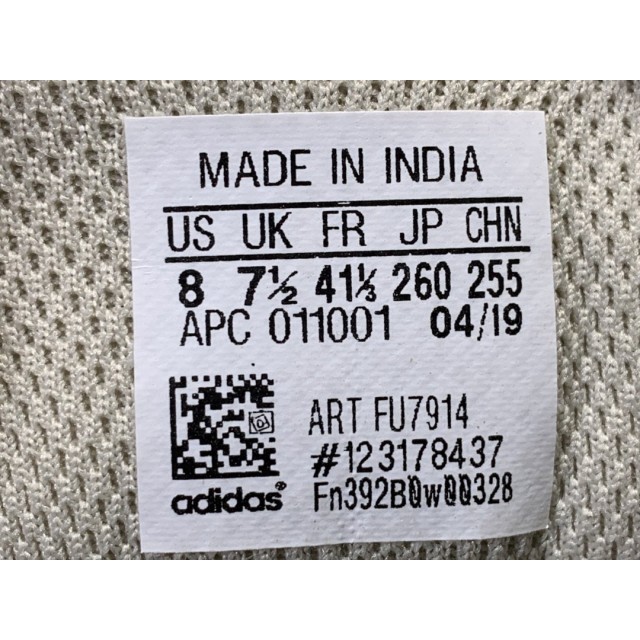 MADE IN INDIA
US UK FR JP CHN
8 7½ 41⅓ 260 255
APC 011001 04/19
ART FU7914
#123178437
adidas® Fn392B0w00328